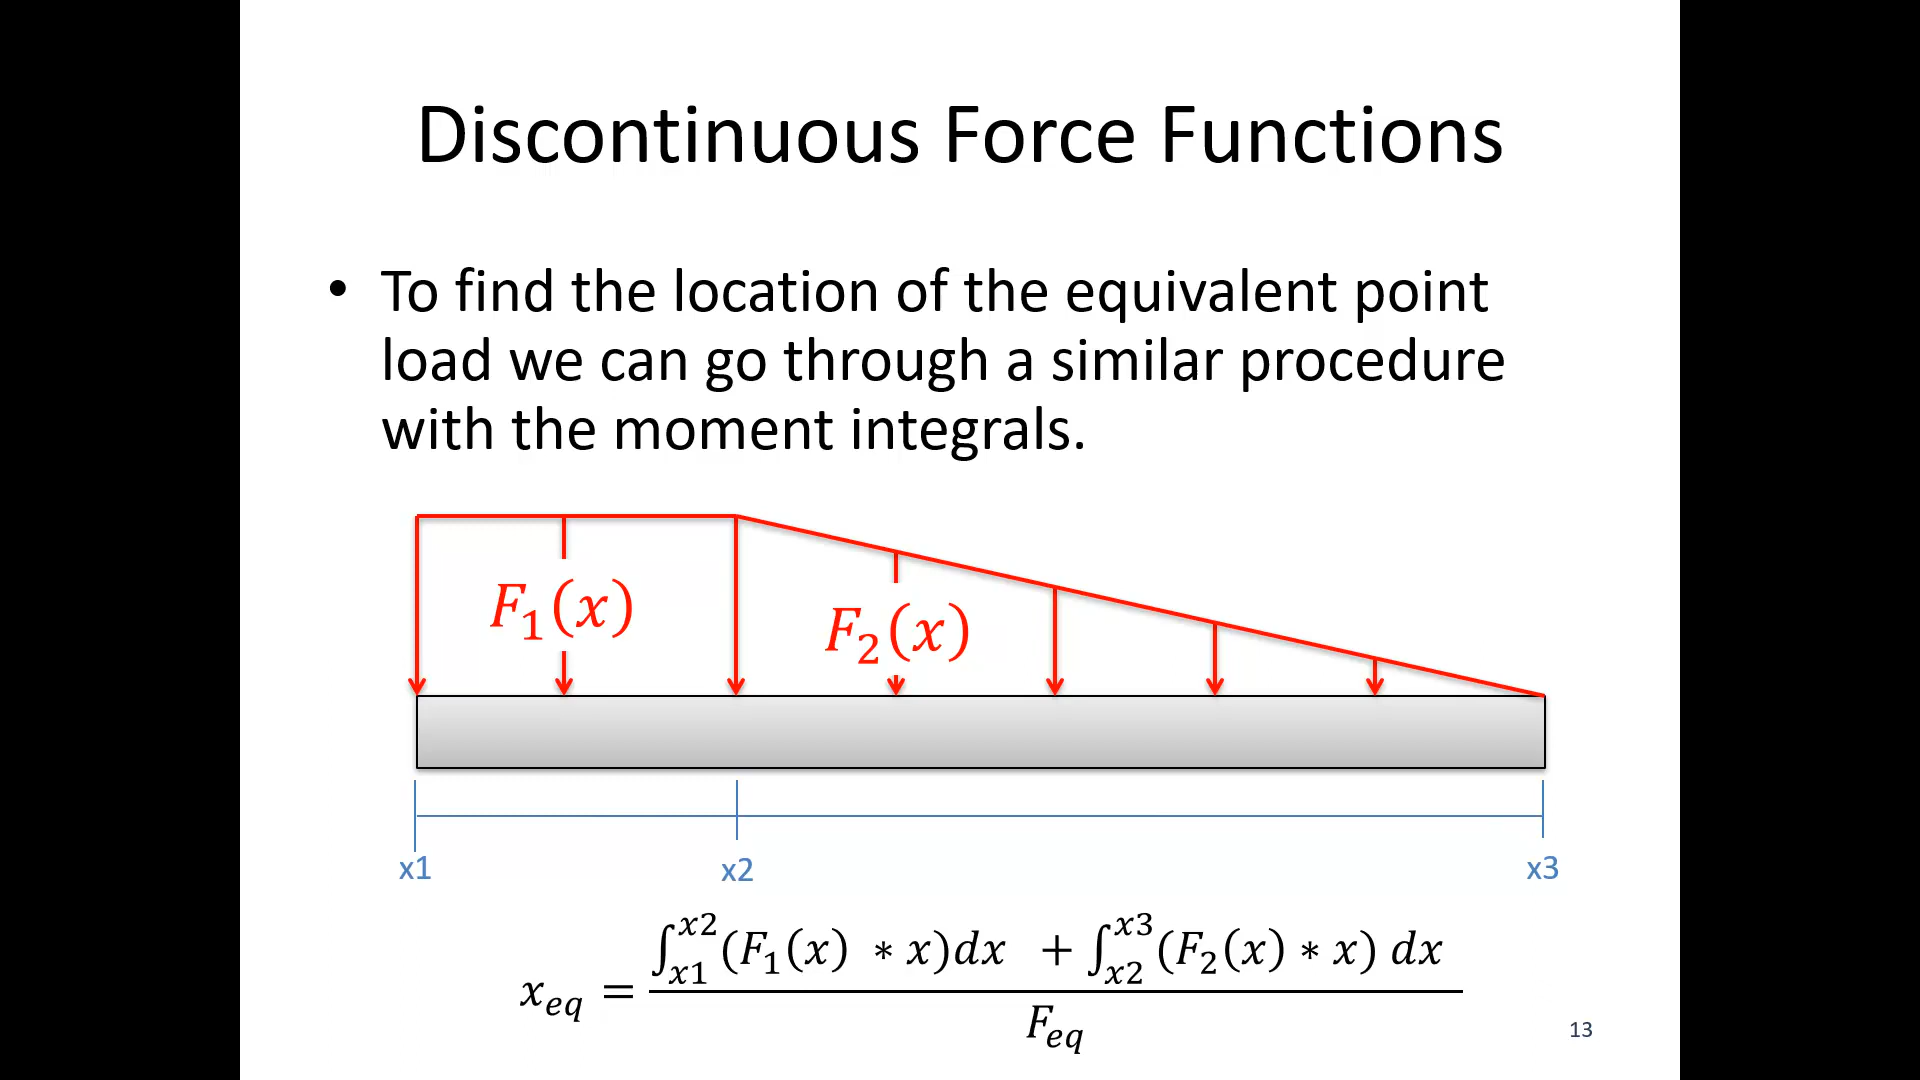 Discontinuous Force Functions
• To find the location of the equivalent point
load we can go through a similar procedure
with the moment integrals.
F₁(x)
F₂(x)
x1 x2 x3
x_eq = (∫_x1^x2 (F₁(x) * x)dx + ∫_x2^x3 (F₂(x) * x) dx) / F_eq
13